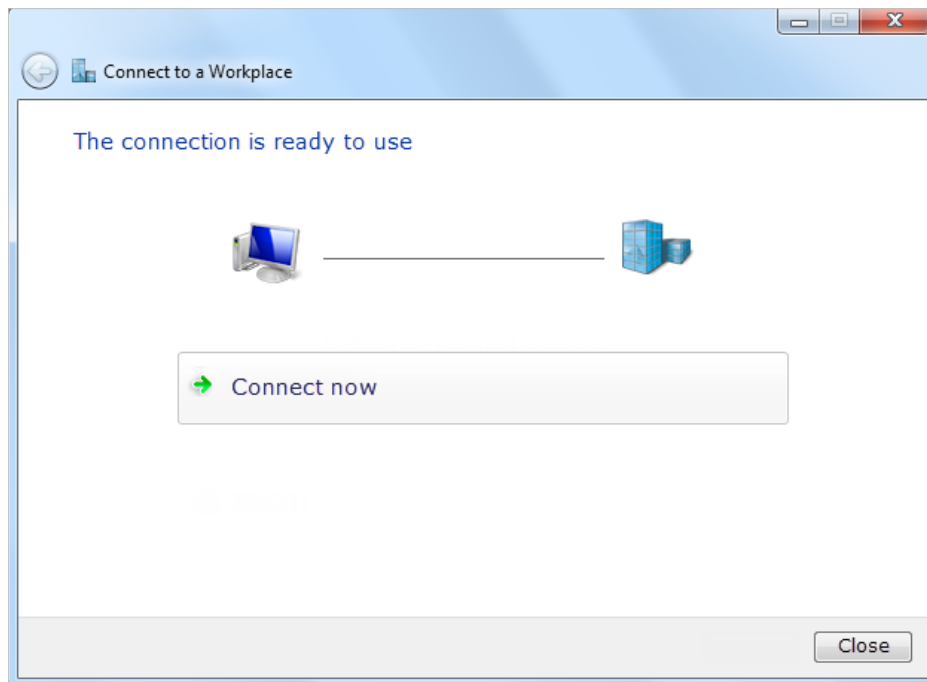 Connect to a Workplace
The connection is ready to use
Connect now
Close